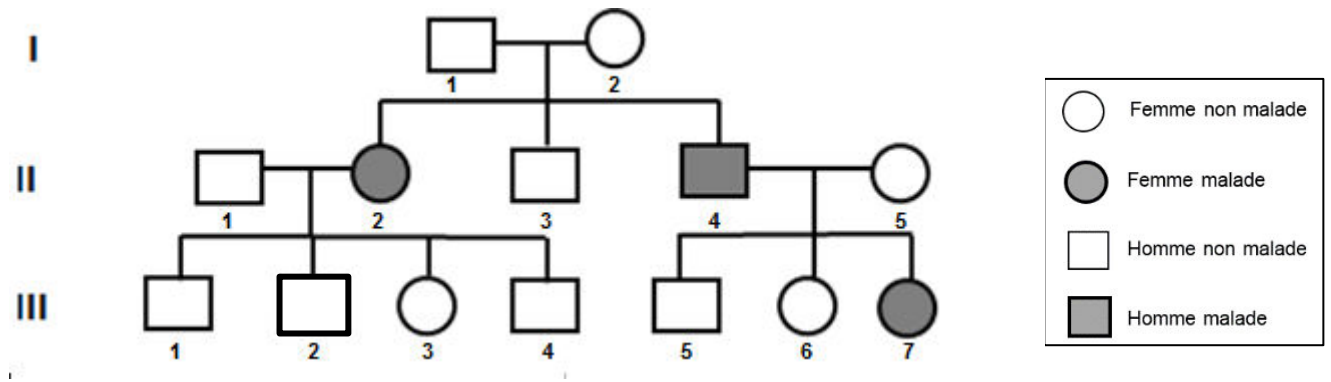 I
1 2
II
1 2 3 4 5
III
1 2 3 4 5 6 7
Femme non malade
Femme malade
Homme non malade
Homme malade